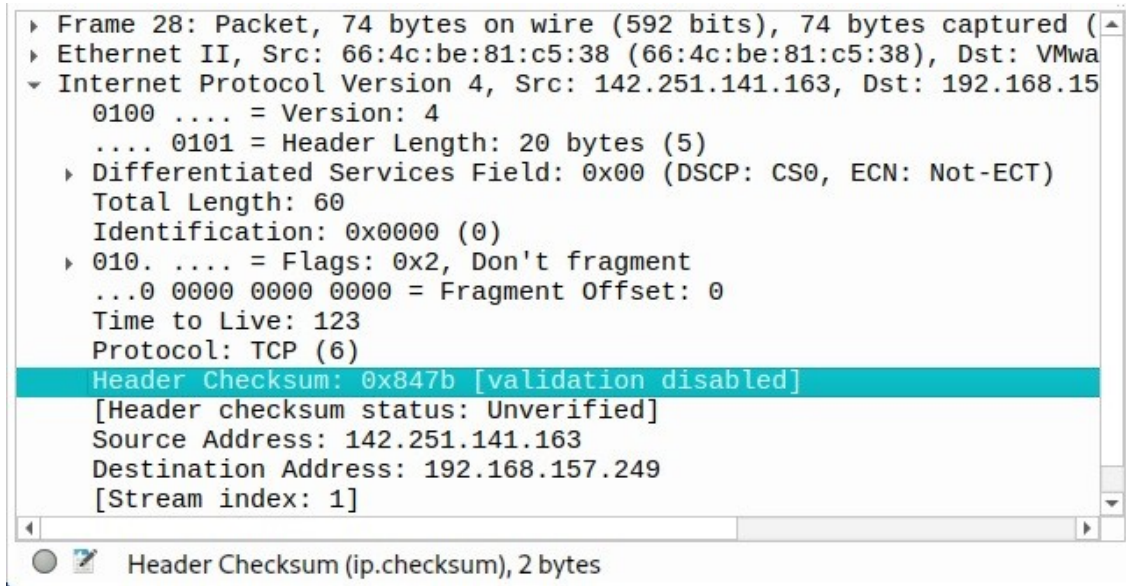 Frame 28: Packet, 74 bytes on wire (592 bits), 74 bytes captured (
Ethernet II, Src: 66:4c:be:81:c5:38 (66:4c:be:81:c5:38), Dst: VMwa
Internet Protocol Version 4, Src: 142.251.141.163, Dst: 192.168.15
0100 .... = Version: 4
.... 0101 = Header Length: 20 bytes (5)
Differentiated Services Field: 0x00 (DSCP: CS0, ECN: Not-ECT)
Total Length: 60
Identification: 0x0000 (0)
010. .... = Flags: 0x2, Don't fragment
...0 0000 0000 0000 = Fragment Offset: 0
Time to Live: 123
Protocol: TCP (6)
Header Checksum: 0x847b [validation disabled]
[Header checksum status: Unverified]
Source Address: 142.251.141.163
Destination Address: 192.168.157.249
[Stream index: 1]
Header Checksum (ip.checksum), 2 bytes